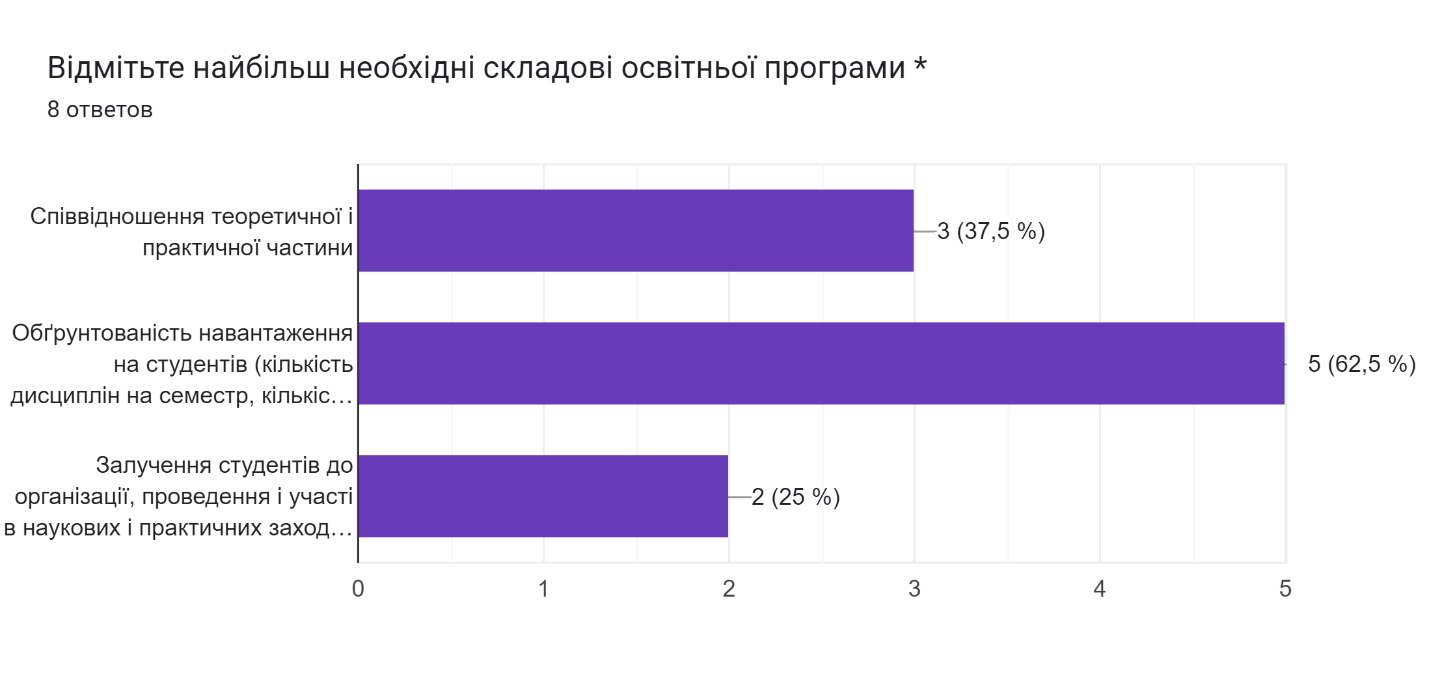 Відмітьте найбільш необхідні складові освітньої програми *
8 ответов
Співвідношення теоретичної і
практичної частини
3 (37,5 %)
Обґрунтованість навантаження
на студентів (кількість
дисциплін на семестр, кількіс…
5 (62,5 %)
Залучення студентів до
організації, проведення і участі
в наукових і практичних заход…
2 (25 %)
0 1 2 3 4 5